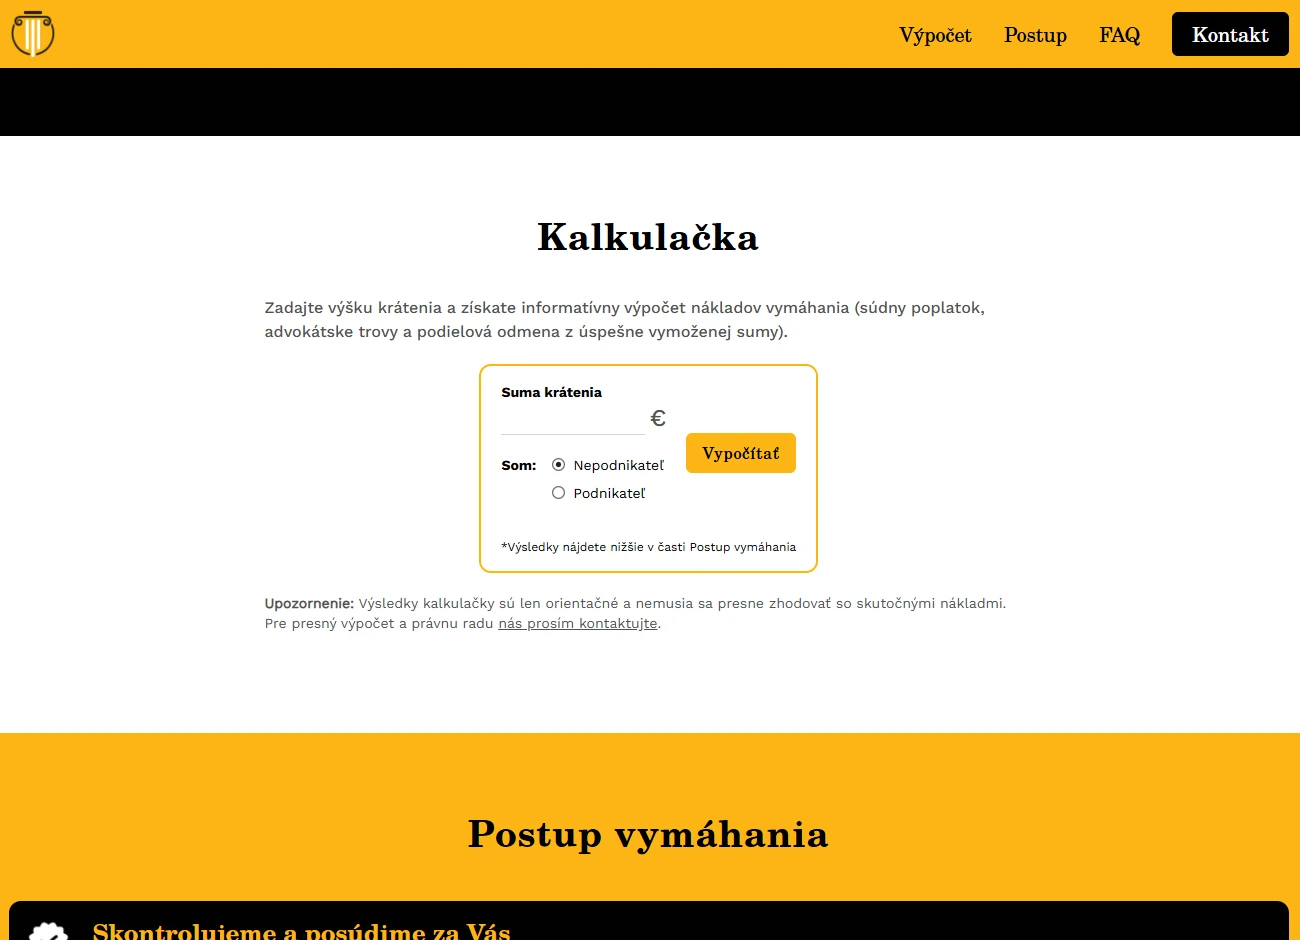 Výpočet Postup FAQ Kontakt
Kalkulačka
Zadajte výšku krátenia a získate informatívny výpočet nákladov vymáhania (súdny poplatok,
advokátske trovy a podielová odmena z úspešne vymoženej sumy).
Suma krátenia
€
Vypočítať
Som: Nepodnikateľ
Podnikateľ
*Výsledky nájdete nižšie v časti Postup vymáhania
Upozornenie: Výsledky kalkulačky sú len orientačné a nemusia sa presne zhodovať so skutočnými nákladmi.
Pre presný výpočet a právnu radu nás prosím kontaktujte.
Postup vymáhania
Skontrolujeme a posúdime za Vás